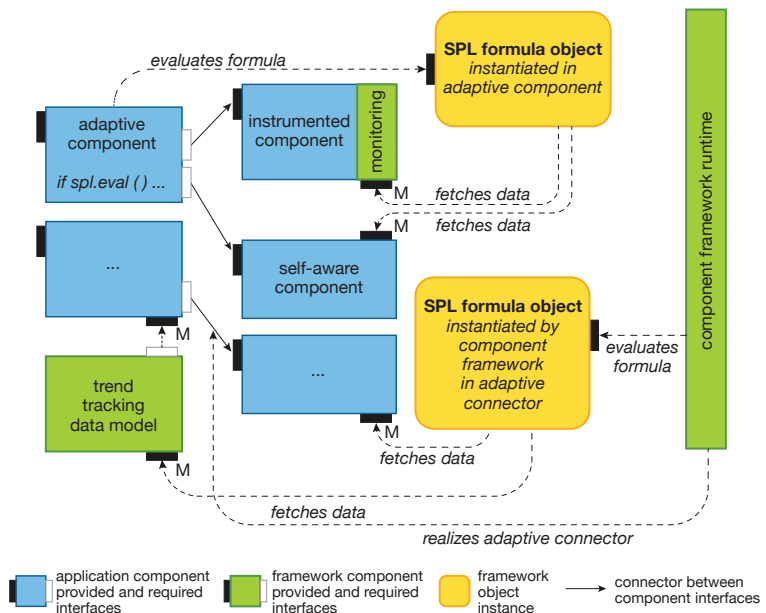 evaluates formula
SPL formula object
instantiated in
adaptive component
adaptive
component
if spl.eval ( ) ...
instrumented
component
monitoring
M
fetches data
M
fetches data
component framework runtime
...
M
self-aware
component
SPL formula object
instantiated by
component
framework
in adaptive
connector
evaluates
formula
...
M
fetches data
trend
tracking
data model
M
fetches data
realizes adaptive connector
application component
provided and required
interfaces
framework component
provided and required
interfaces
framework
object
instance
connector between
component interfaces